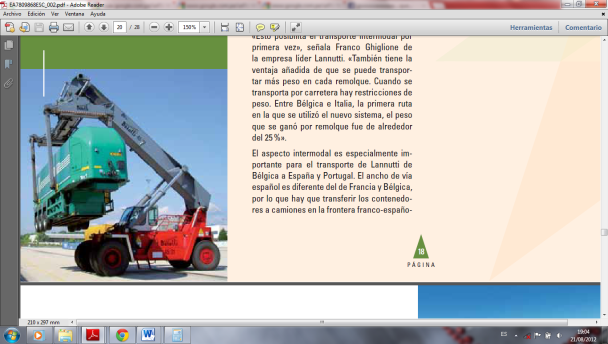 EA7809868ESC_002.pdf - Adobe Reader
Archivo Edición Ver Ventana Ayuda
20 / 28 150%
Herramientas Comentario
«Esto posibilita el transporte intermodal por
primera vez», señala Franco Ghiglione de
la empresa líder Lannutti. «También tiene la
ventaja añadida de que se puede transpor-
tar más peso en cada remolque. Cuando se
transporta por carretera hay restricciones de
peso. Entre Bélgica e Italia, la primera ruta
en la que se utilizó el nuevo sistema, el peso
que se ganó por remolque fue de alrededor
del 25 %».
El aspecto intermodal es especialmente im-
portante para el transporte de Lannutti de
Bélgica a España y Portugal. El ancho de vía
español es diferente del de Francia y Bélgica,
por lo que hay que transferir los contenedo-
res a camiones en la frontera franco-españo-
18
PÁGINA
210 x 297 mm
ES
19:04
21/08/2012